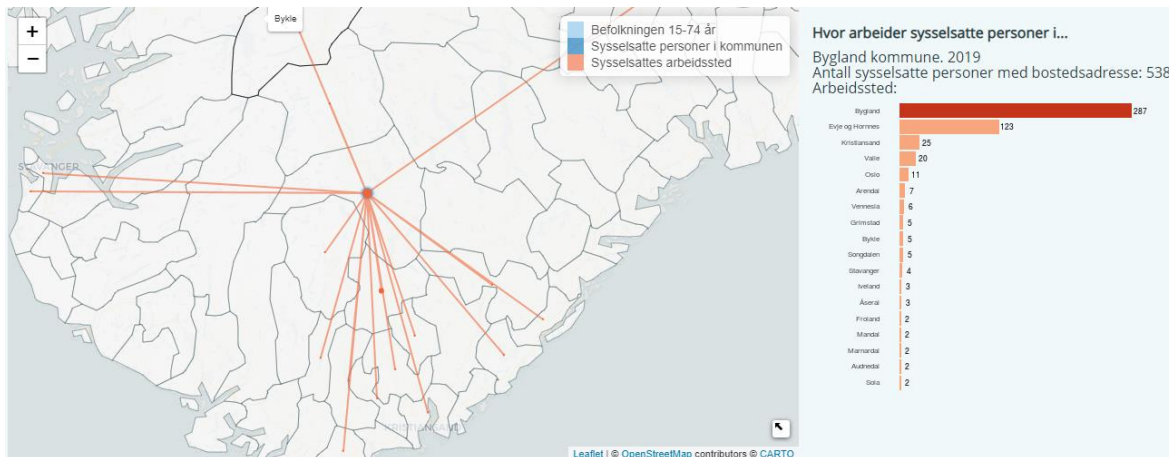 +
−
Bykle
Befolkningen 15-74 år
Sysselsatte personer i kommunen
Sysselsattes arbeidssted
STAVANGER
KRISTIANSAND
Leaflet | © OpenStreetMap contributors © CARTO
Hvor arbeider sysselsatte personer i...
Bygland kommune. 2019
Antall sysselsatte personer med bostedsadresse: 538
Arbeidssted:
Bygland 287
Evje og Hornnes 123
Kristiansand 25
Valle 20
Oslo 11
Arendal 7
Vennesla 6
Grimstad 5
Bykle 5
Songdalen 5
Stavanger 4
Iveland 3
Åseral 3
Froland 2
Mandal 2
Marnardal 2
Audnedal 2
Sola 2